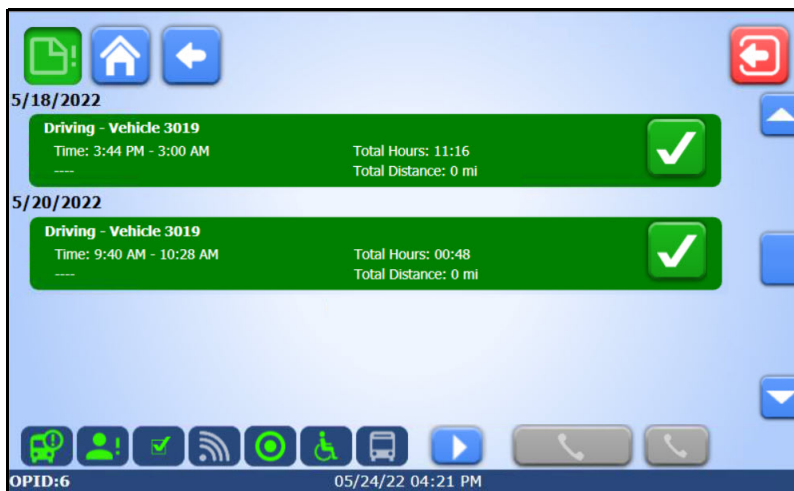 5/18/2022
Driving - Vehicle 3019
Time: 3:44 PM - 3:00 AM Total Hours: 11:16
---- Total Distance: 0 mi
5/20/2022
Driving - Vehicle 3019
Time: 9:40 AM - 10:28 AM Total Hours: 00:48
---- Total Distance: 0 mi
OPID:6 05/24/22 04:21 PM